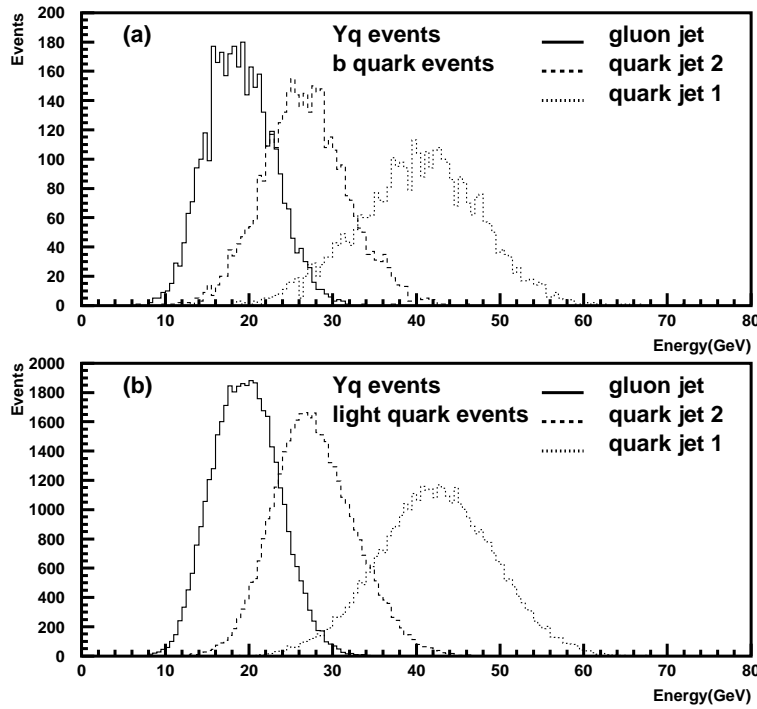 Events
200
180
160
140
120
100
80
60
40
20
0
(a)
Yq events
b quark events
gluon jet
quark jet 2
quark jet 1
0 10 20 30 40 50 60 70 80
Energy(GeV)
Events
2000
1800
1600
1400
1200
1000
800
600
400
200
0
(b)
Yq events
light quark events
gluon jet
quark jet 2
quark jet 1
0 10 20 30 40 50 60 70 80
Energy(GeV)